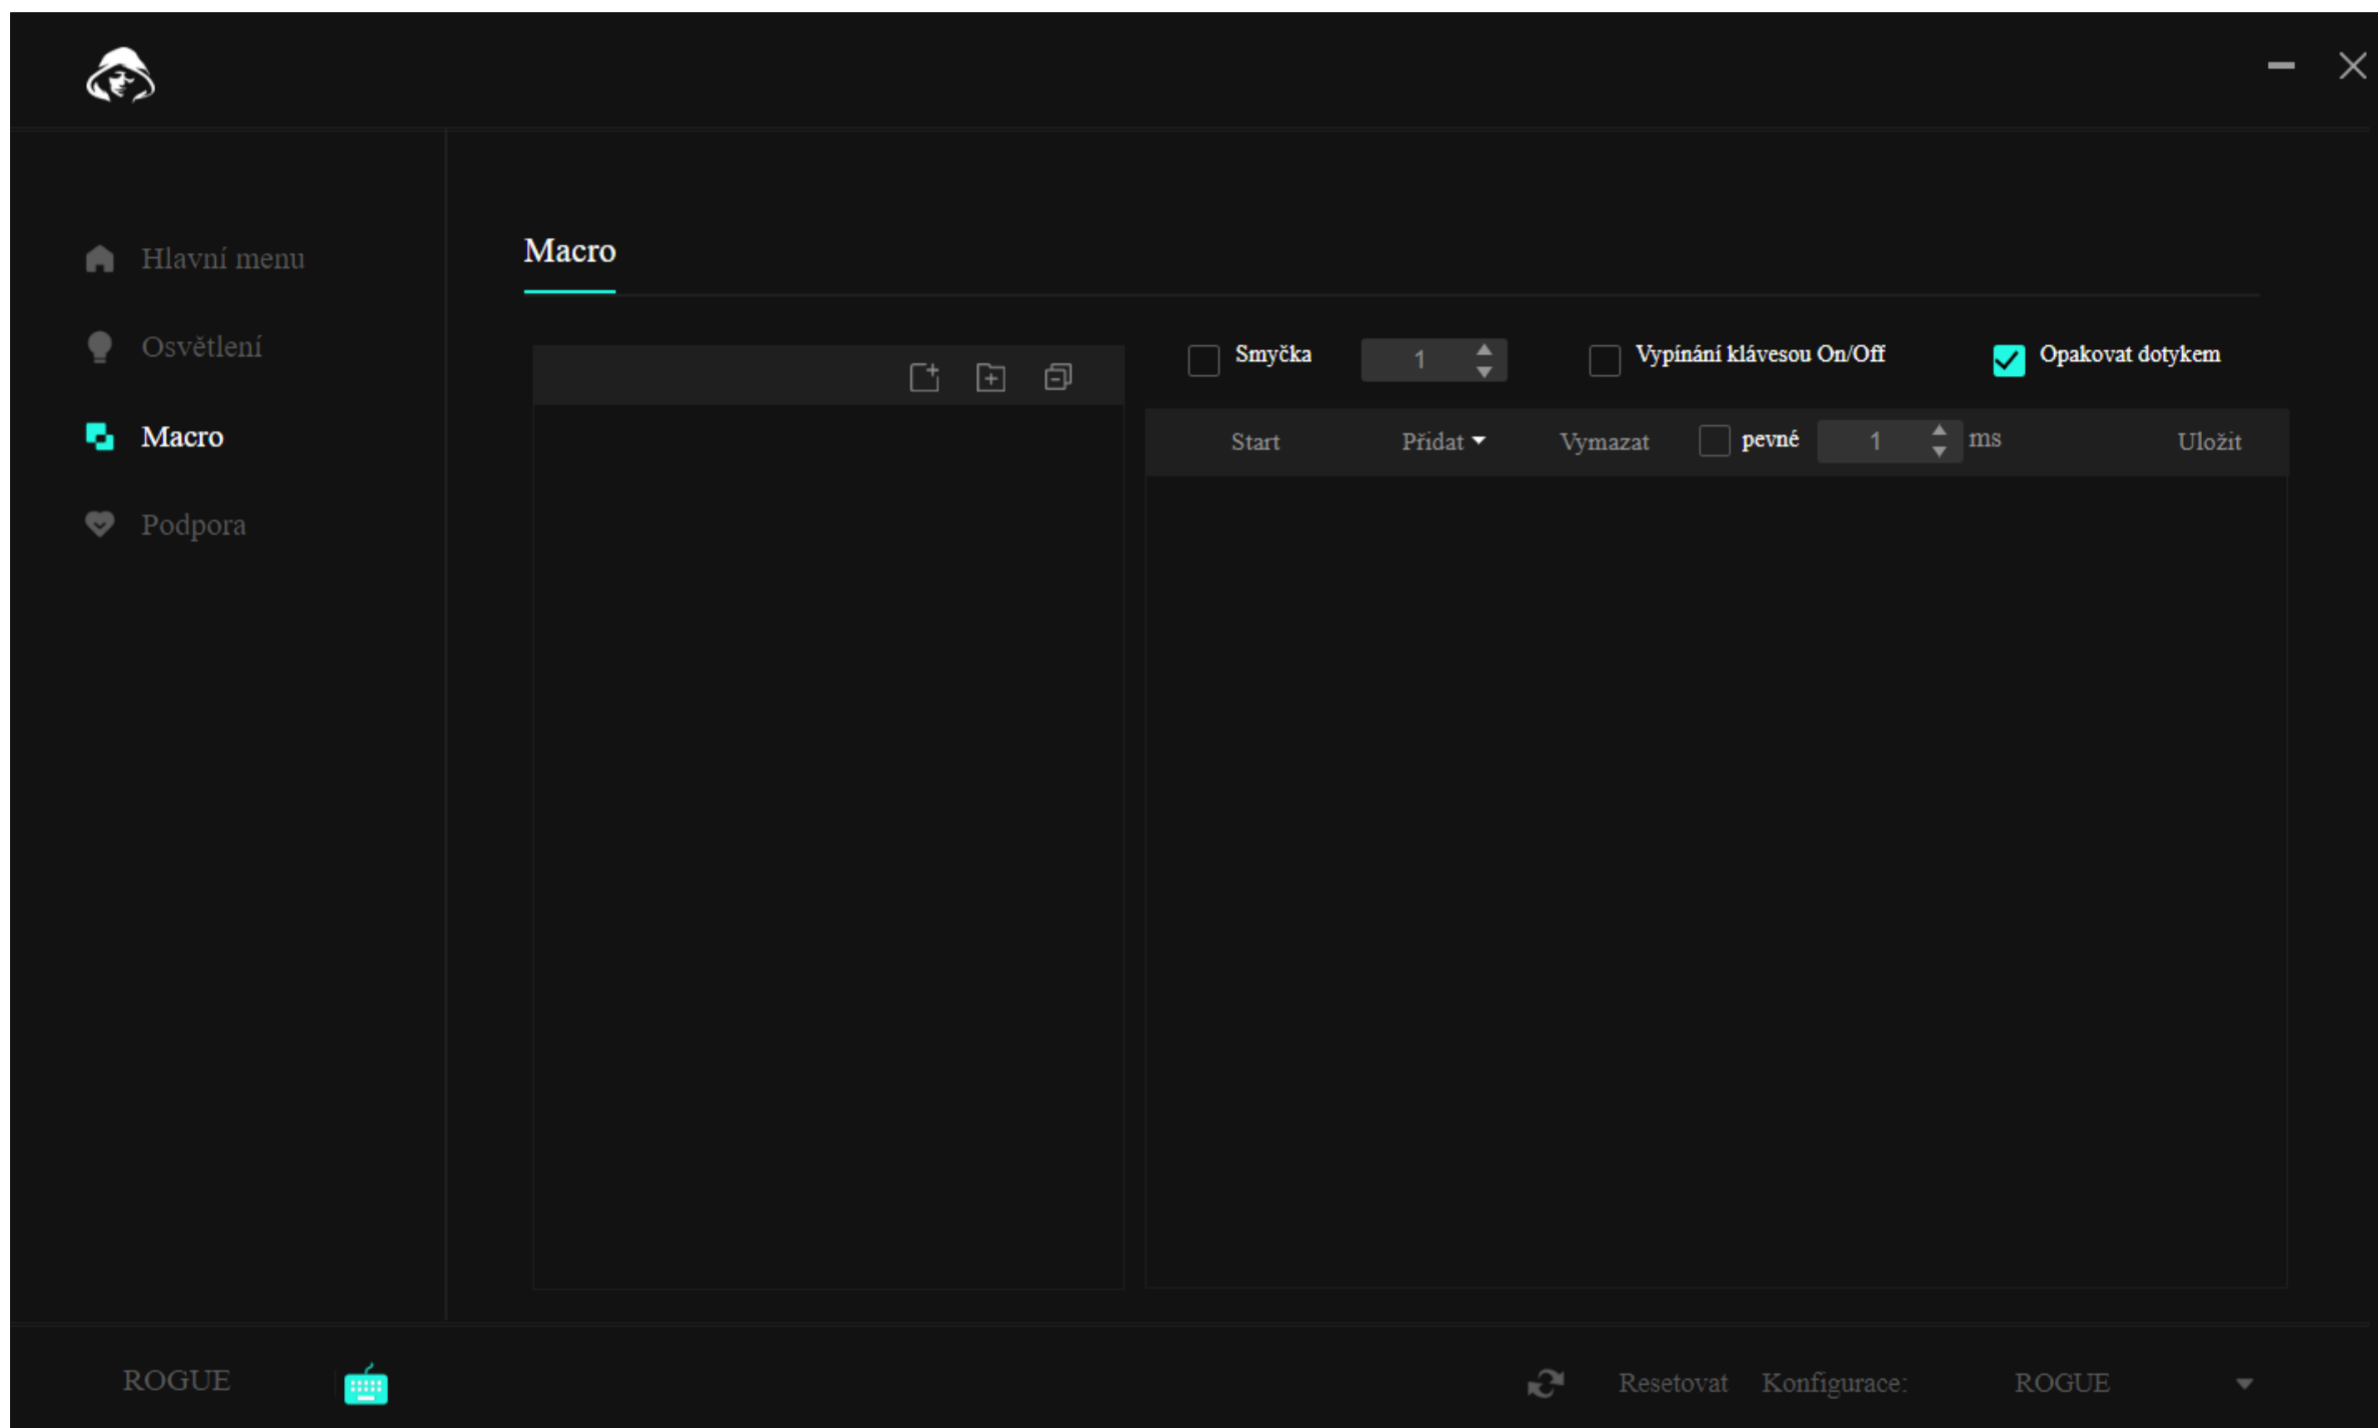 Hlavní menu
Osvětlení
Macro
Podpora
Macro
Smyčka 1 Vypínání klávesou On/Off Opakovat dotykem
Start Přidat Vymazat pevné 1 ms Uložit
ROGUE Resetovat Konfigurace: ROGUE